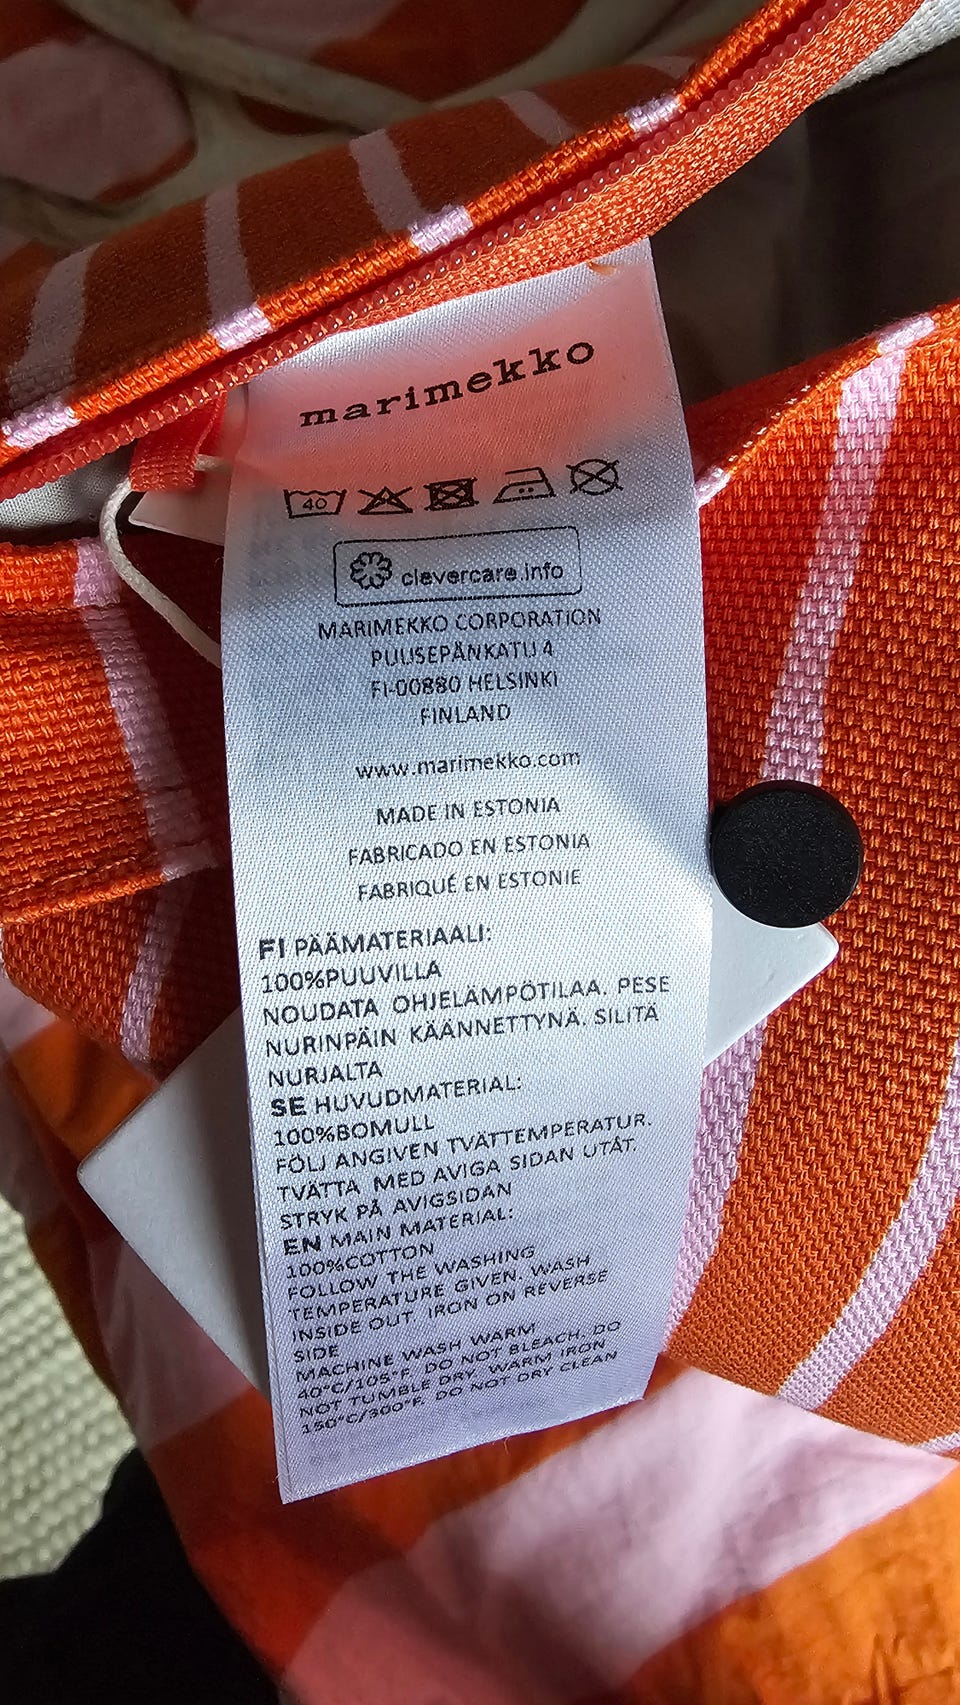 marimekko
40
clevercare.info
MARIMEKKO CORPORATION
PUUSEPÄNKATU 4
FI-00880 HELSINKI
FINLAND
www.marimekko.com
MADE IN ESTONIA
FABRICADO EN ESTONIA
FABRIQUÉ EN ESTONIE
FI PÄÄMATERIAALI:
100%PUUVILLA
NOUDATA OHJELÄMPÖTILAA. PESE
NURINPÄIN KÄÄNNETTYNÄ. SILITÄ
NURJALTA
SE HUVUDMATERIAL:
100%BOMULL
FÖLJ ANGIVEN TVÄTTEMPERATUR.
TVÄTTA MED AVIGA SIDAN UTÅT.
STRYK PÅ AVIGSIDAN
EN MAIN MATERIAL:
100%COTTON
FOLLOW THE WASHING
TEMPERATURE GIVEN. WASH
INSIDE OUT IRON ON REVERSE
SIDE
MACHINE WASH WARM
40°C/105°F. DO NOT BLEACH. DO
NOT TUMBLE DRY. WARM IRON
150°C/300°F. DO NOT DRY CLEAN